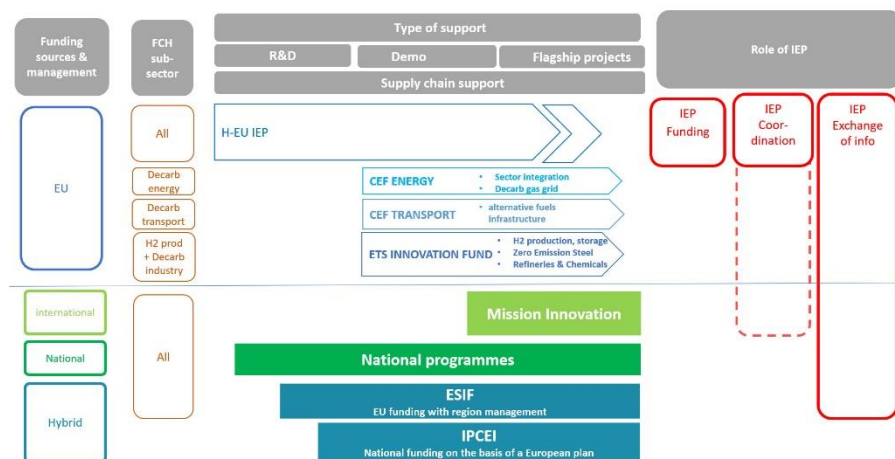 Funding
sources &
management
FCH
sub-
sector
Type of support
R&D
Demo
Flagship projects
Supply chain support
Role of IEP
EU
All
H-EU IEP
IEP
Funding
IEP
Coor-
dination
IEP
Exchange
of info
Decarb
energy
CEF ENERGY
• Sector integration
• Decarb gas grid
Decarb
transport
CEF TRANSPORT
• alternative fuels
infrastructure
H2 prod
+ Decarb
industry
ETS INNOVATION FUND
• H2 production, storage
• Zero Emission Steel
• Refineries & Chemicals
international
All
Mission Innovation
National
National programmes
Hybrid
ESIF
EU funding with region management
IPCEI
National funding on the basis of a European plan